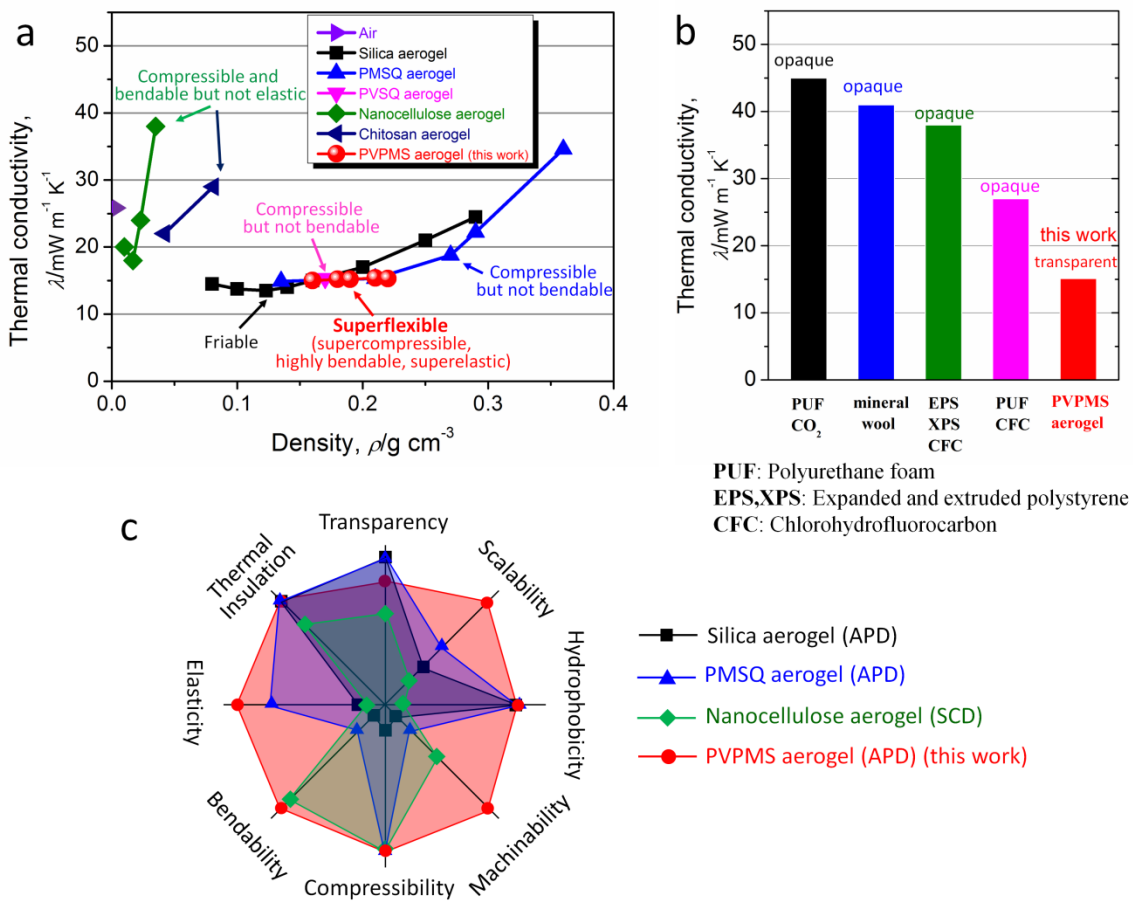 a
Thermal conductivity,
λ/mW m⁻¹ K⁻¹
50
40
30
20
10
0
0.0
0.1
0.2
0.3
0.4
Density, ρ/g cm⁻³
Air
Silica aerogel
PMSQ aerogel
PVSQ aerogel
Nanocellulose aerogel
Chitosan aerogel
PVPMS aerogel (this work)
Compressible and
bendable but not elastic
Compressible
but not bendable
Compressible
but not bendable
Friable
Superflexible
(supercompressible,
highly bendable, superelastic)
b
Thermal conductivity,
λ/mW m⁻¹ K⁻¹
50
40
30
20
10
0
opaque
opaque
opaque
opaque
this work
transparent
PUF
CO₂
mineral
wool
EPS
XPS
CFC
PUF
CFC
PVPMS
aerogel
PUF: Polyurethane foam
EPS,XPS: Expanded and extruded polystyrene
CFC: Chlorohydrofluorocarbon
c
Transparency
Scalability
Hydrophobicity
Machinability
Compressibility
Bendability
Elasticity
Thermal
Insulation
Silica aerogel (APD)
PMSQ aerogel (APD)
Nanocellulose aerogel (SCD)
PVPMS aerogel (APD) (this work)